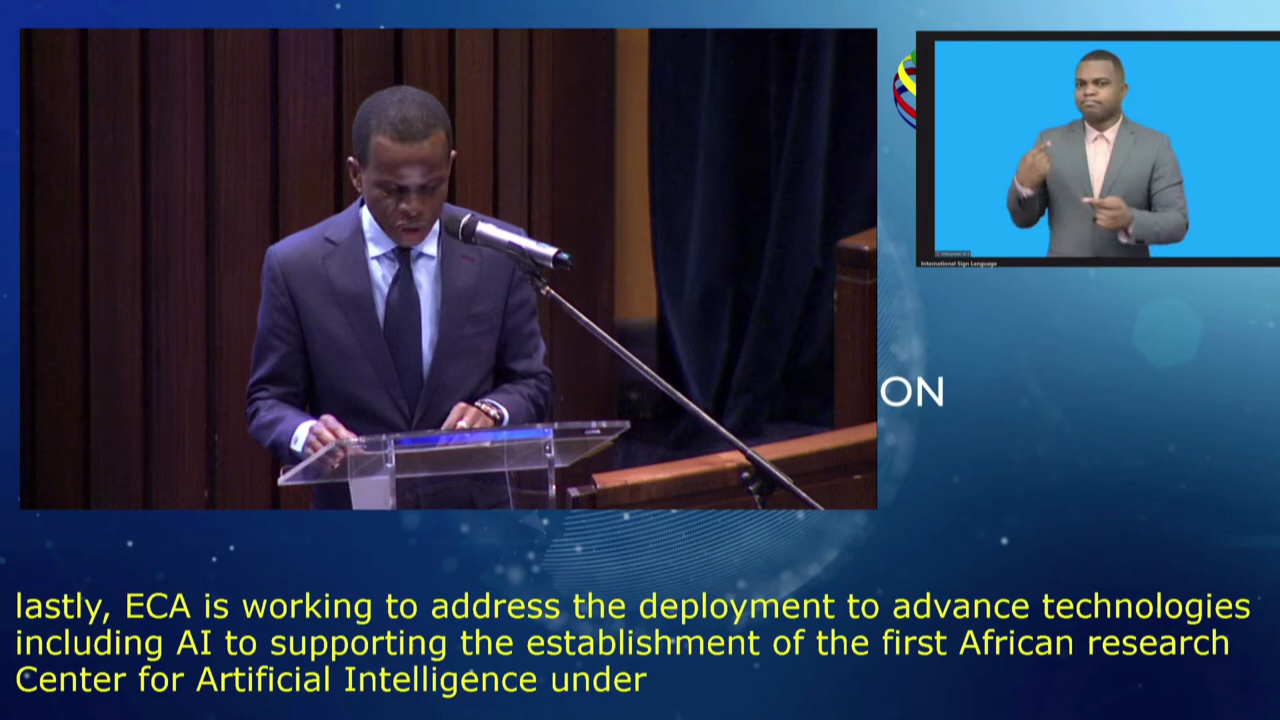 ON
International Sign Language
lastly, ECA is working to address the deployment to advance technologies
including AI to supporting the establishment of the first African research
Center for Artificial Intelligence under